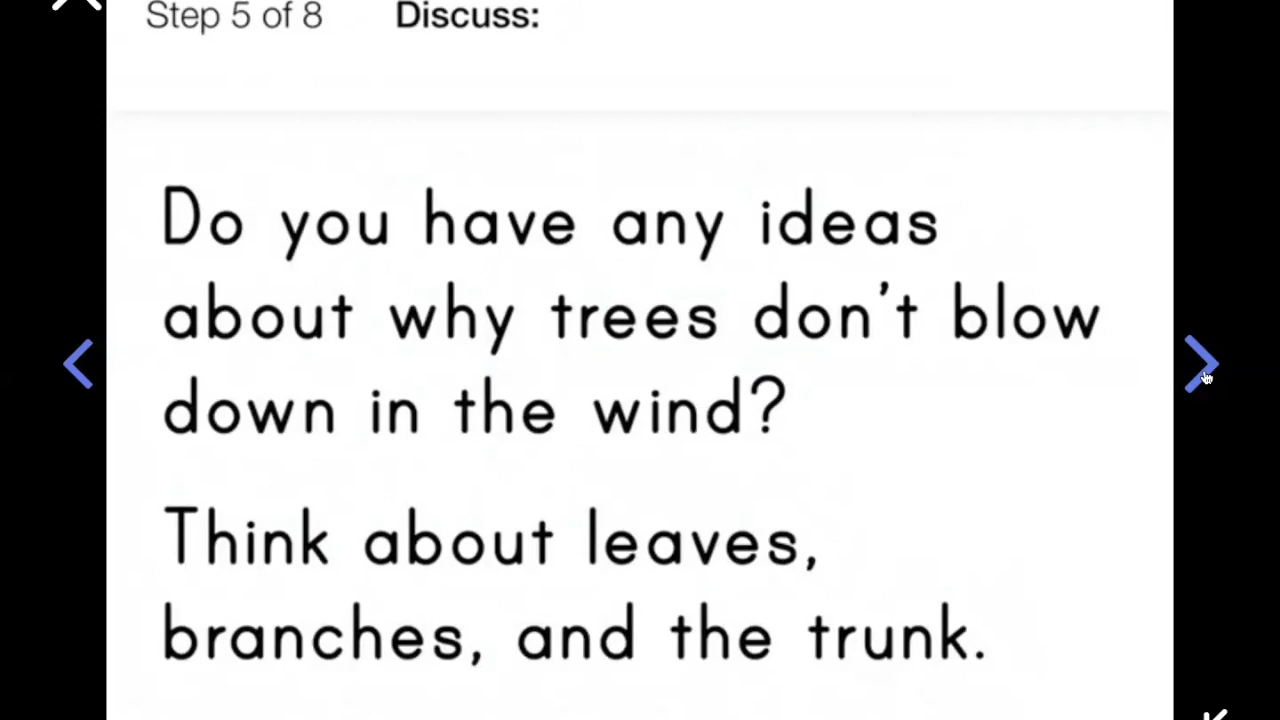 Step 5 of 8 Discuss:
Do you have any ideas
about why trees don't blow
down in the wind?
Think about leaves,
branches, and the trunk.